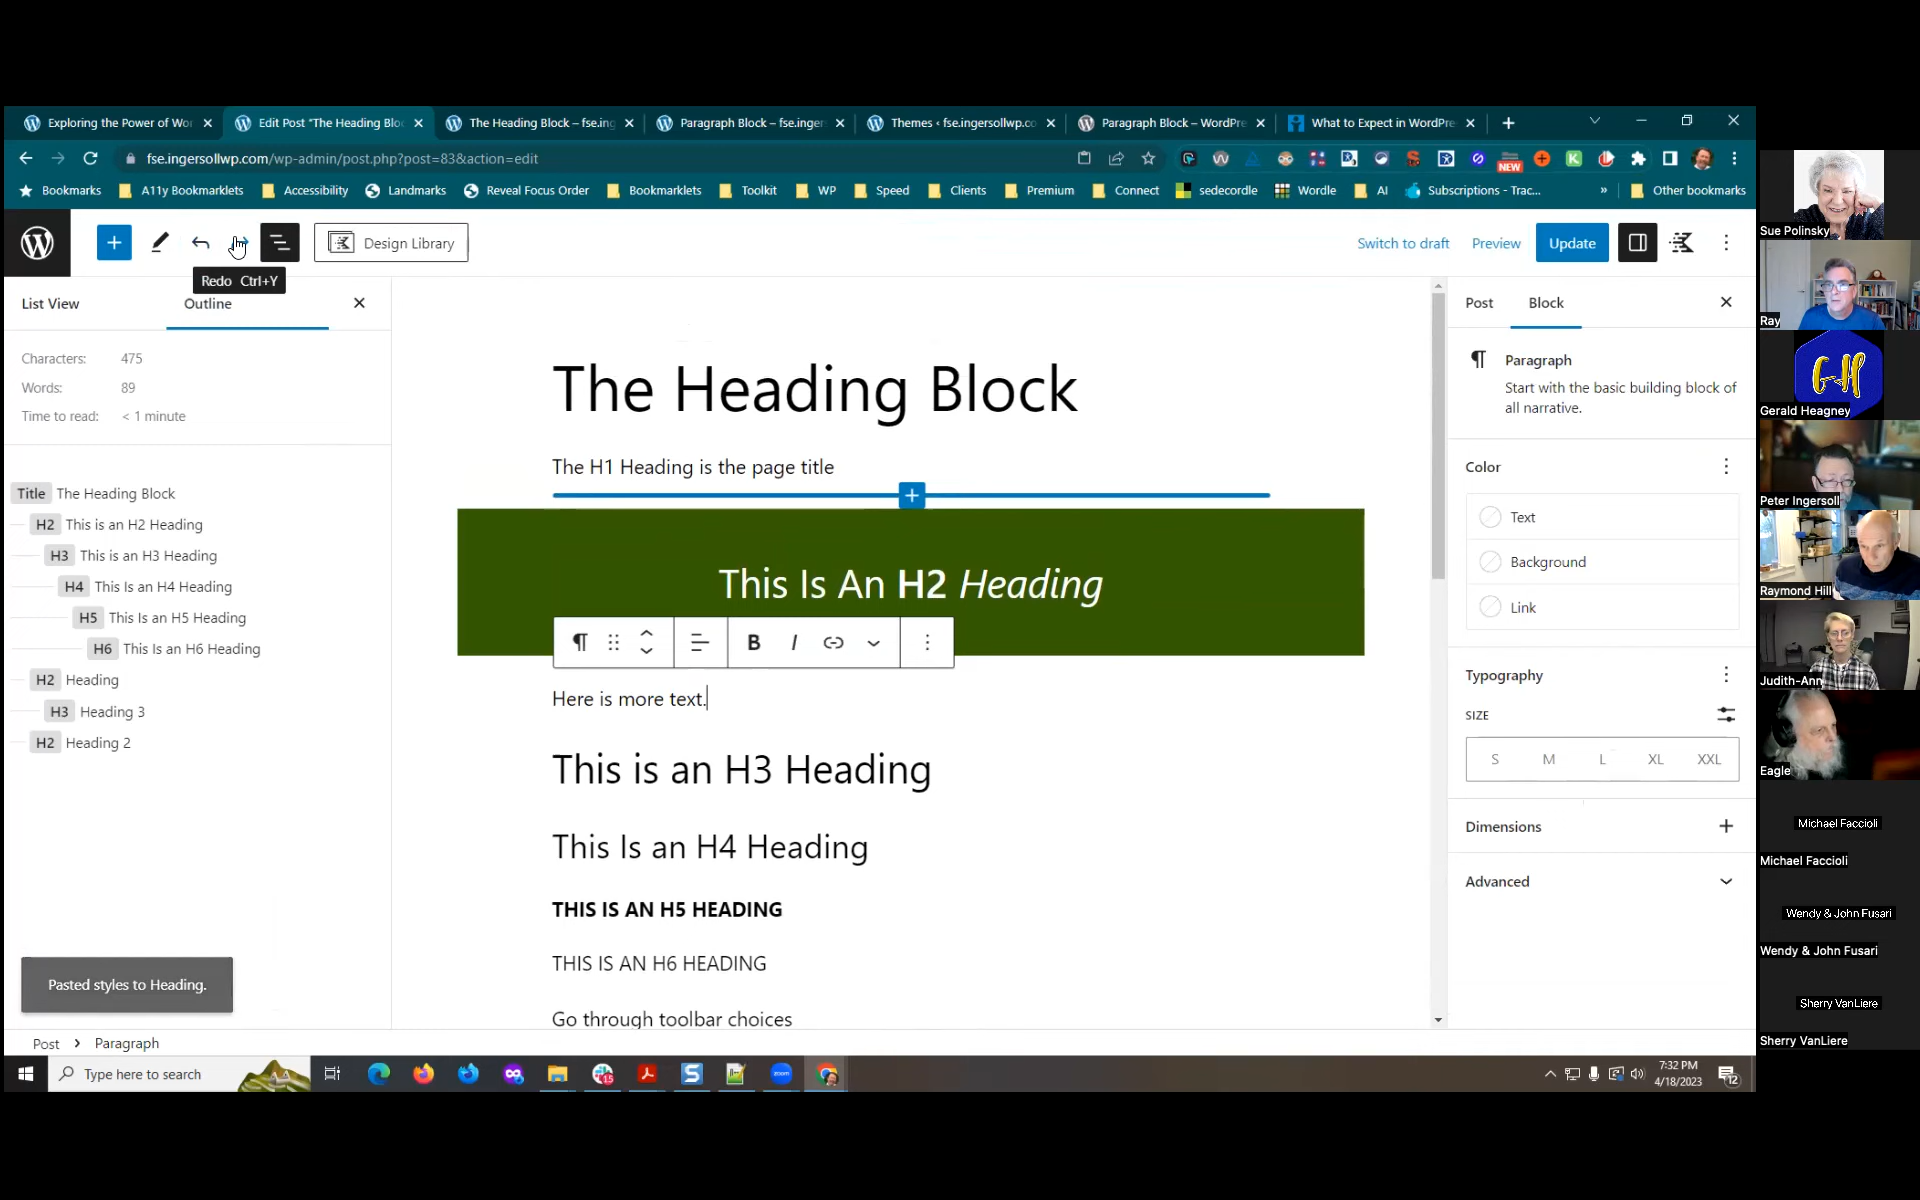 Exploring the Power of Wor
Edit Post "The Heading Bloc
The Heading Block – fse.ing
Paragraph Block – fse.inger
Themes ‹ fse.ingersollwp.co
Paragraph Block – WordPre
What to Expect in WordPre
fse.ingersollwp.com/wp-admin/post.php?post=83&action=edit
NEW
Bookmarks
A11y Bookmarklets
Accessibility
Landmarks
Reveal Focus Order
Bookmarklets
Toolkit
WP
Speed
Clients
Premium
Connect
sedecordle
Wordle
AI
Subscriptions - Trac...
»
Other bookmarks
Design Library
Switch to draft
Preview
Update
Redo Ctrl+Y
List View
Outline
Characters: 475
Words: 89
Time to read: < 1 minute
Title The Heading Block
H2 This is an H2 Heading
H3 This is an H3 Heading
H4 This Is an H4 Heading
H5 This Is an H5 Heading
H6 This Is an H6 Heading
H2 Heading
H3 Heading 3
H2 Heading 2
Pasted styles to Heading.
The Heading Block
The H1 Heading is the page title
This Is An H2 Heading
B I
Here is more text.
This is an H3 Heading
This Is an H4 Heading
THIS IS AN H5 HEADING
THIS IS AN H6 HEADING
Go through toolbar choices
Post
Block
Paragraph
Start with the basic building block of
all narrative.
Color
Text
Background
Link
Typography
SIZE
S M L XL XXL
Dimensions
Advanced
Post > Paragraph
Type here to search
15
zoom
7:32 PM
4/18/2023
12
Sue Polinsky
Ray
GH
Gerald Heagney
Peter Ingersoll
Raymond Hill
Judith-Ann
Eagle
Michael Faccioli
Michael Faccioli
Wendy & John Fusari
Wendy & John Fusari
Sherry VanLiere
Sherry VanLiere